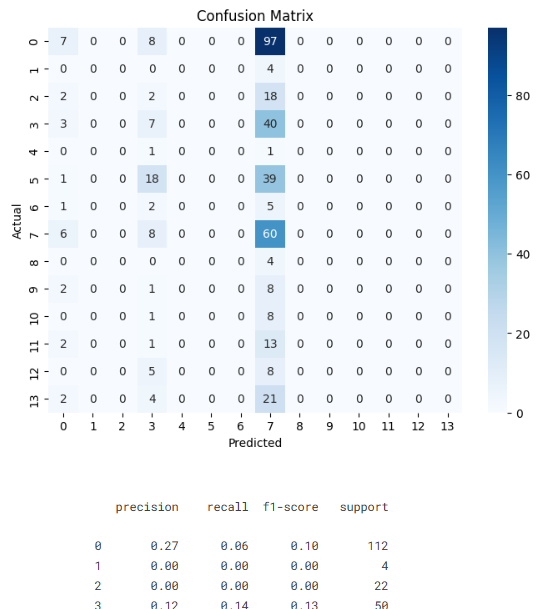 Confusion Matrix
0 7 0 0 8 0 0 0 97 0 0 0 0 0 0
1 0 0 0 0 0 0 0 4 0 0 0 0 0 0
2 2 0 0 2 0 0 0 18 0 0 0 0 0 0
3 3 0 0 7 0 0 0 40 0 0 0 0 0 0
4 0 0 0 1 0 0 0 1 0 0 0 0 0 0
5 1 0 0 18 0 0 0 39 0 0 0 0 0 0
6 1 0 0 2 0 0 0 5 0 0 0 0 0 0
7 6 0 0 8 0 0 0 60 0 0 0 0 0 0
8 0 0 0 0 0 0 0 4 0 0 0 0 0 0
9 2 0 0 1 0 0 0 8 0 0 0 0 0 0
10 0 0 0 1 0 0 0 8 0 0 0 0 0 0
11 2 0 0 1 0 0 0 13 0 0 0 0 0 0
12 0 0 0 5 0 0 0 8 0 0 0 0 0 0
13 2 0 0 4 0 0 0 21 0 0 0 0 0 0
0 1 2 3 4 5 6 7 8 9 10 11 12 13
Predicted
Actual
80
60
40
20
0
precision recall f1-score support
0 0.27 0.06 0.10 112
1 0.00 0.00 0.00 4
2 0.00 0.00 0.00 22
3 0.12 0.14 0.13 50